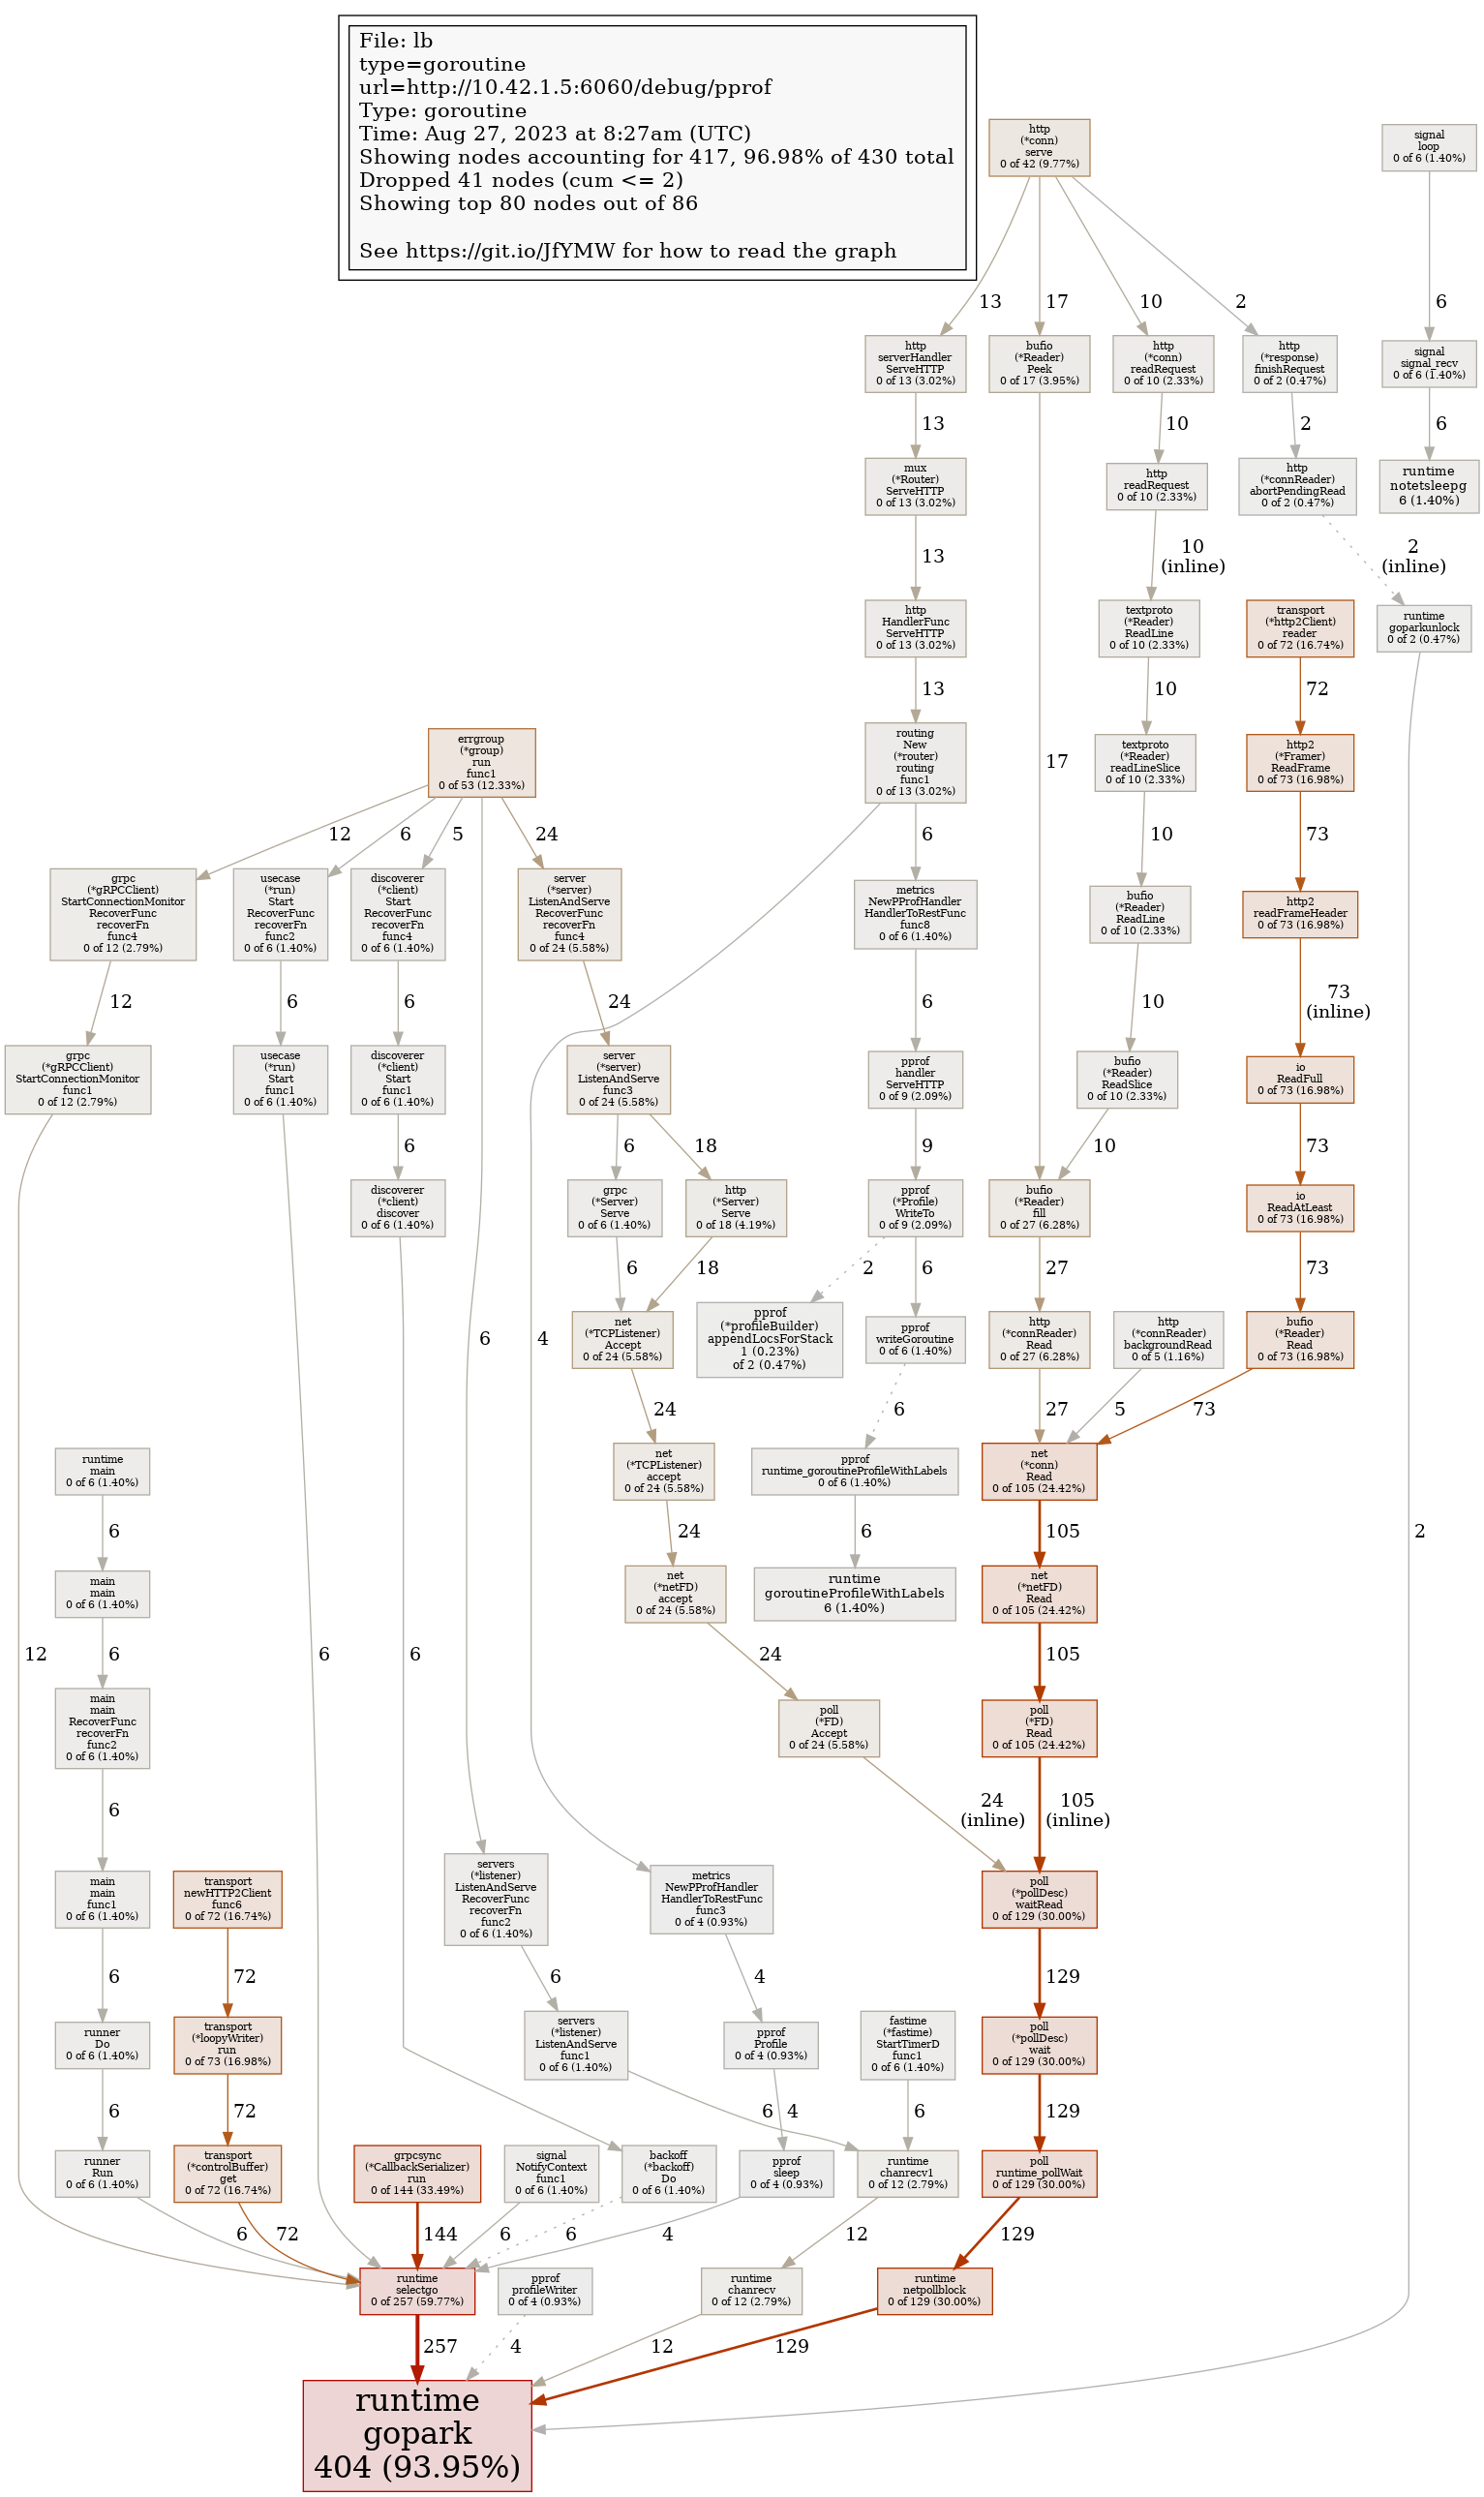 File: lb
type=goroutine
url=http://10.42.1.5:6060/debug/pprof
Type: goroutine
Time: Aug 27, 2023 at 8:27am (UTC)
Showing nodes accounting for 417, 96.98% of 430 total
Dropped 41 nodes (cum <= 2)
Showing top 80 nodes out of 86
See https://git.io/JfYMW for how to read the graph
http
(*conn)
serve
0 of 42 (9.77%)
signal
loop
0 of 6 (1.40%)
13
17
10
2
6
http
serverHandler
ServeHTTP
0 of 13 (3.02%)
bufio
(*Reader)
Peek
0 of 17 (3.95%)
http
(*conn)
readRequest
0 of 10 (2.33%)
http
(*response)
finishRequest
0 of 2 (0.47%)
signal
signal_recv
0 of 6 (1.40%)
13
10
2
6
mux
(*Router)
ServeHTTP
0 of 13 (3.02%)
http
readRequest
0 of 10 (2.33%)
http
(*connReader)
abortPendingRead
0 of 2 (0.47%)
runtime
notetsleepg
6 (1.40%)
13
10
(inline)
2
(inline)
http
HandlerFunc
ServeHTTP
0 of 13 (3.02%)
textproto
(*Reader)
ReadLine
0 of 10 (2.33%)
transport
(*http2Client)
reader
0 of 72 (16.74%)
runtime
goparkunlock
0 of 2 (0.47%)
13
10
72
errgroup
(*group)
run
func1
0 of 53 (12.33%)
routing
New
(*router)
routing
func1
0 of 13 (3.02%)
17
textproto
(*Reader)
readLineSlice
0 of 10 (2.33%)
http2
(*Framer)
ReadFrame
0 of 73 (16.98%)
12
6
5
24
6
10
73
grpc
(*gRPCClient)
StartConnectionMonitor
RecoverFunc
recoverFn
func4
0 of 12 (2.79%)
usecase
(*run)
Start
RecoverFunc
recoverFn
func2
0 of 6 (1.40%)
discoverer
(*client)
Start
RecoverFunc
recoverFn
func4
0 of 6 (1.40%)
server
(*server)
ListenAndServe
RecoverFunc
recoverFn
func4
0 of 24 (5.58%)
metrics
NewPProfHandler
HandlerToRestFunc
func8
0 of 6 (1.40%)
bufio
(*Reader)
ReadLine
0 of 10 (2.33%)
http2
readFrameHeader
0 of 73 (16.98%)
12
6
6
24
6
10
73
(inline)
grpc
(*gRPCClient)
StartConnectionMonitor
func1
0 of 12 (2.79%)
usecase
(*run)
Start
func1
0 of 6 (1.40%)
discoverer
(*client)
Start
func1
0 of 6 (1.40%)
server
(*server)
ListenAndServe
func3
0 of 24 (5.58%)
pprof
handler
ServeHTTP
0 of 9 (2.09%)
bufio
(*Reader)
ReadSlice
0 of 10 (2.33%)
io
ReadFull
0 of 73 (16.98%)
6
6
18
9
10
73
discoverer
(*client)
discover
0 of 6 (1.40%)
grpc
(*Server)
Serve
0 of 6 (1.40%)
http
(*Server)
Serve
0 of 18 (4.19%)
pprof
(*Profile)
WriteTo
0 of 9 (2.09%)
bufio
(*Reader)
fill
0 of 27 (6.28%)
io
ReadAtLeast
0 of 73 (16.98%)
6
18
2
6
27
73
6
4
net
(*TCPListener)
Accept
0 of 24 (5.58%)
pprof
(*profileBuilder)
appendLocsForStack
1 (0.23%)
of 2 (0.47%)
pprof
writeGoroutine
0 of 6 (1.40%)
http
(*connReader)
Read
0 of 27 (6.28%)
http
(*connReader)
backgroundRead
0 of 5 (1.16%)
bufio
(*Reader)
Read
0 of 73 (16.98%)
2
24
6
27
5
73
runtime
main
0 of 6 (1.40%)
net
(*TCPListener)
accept
0 of 24 (5.58%)
pprof
runtime_goroutineProfileWithLabels
0 of 6 (1.40%)
net
(*conn)
Read
0 of 105 (24.42%)
6
24
6
105
main
main
0 of 6 (1.40%)
net
(*netFD)
accept
0 of 24 (5.58%)
runtime
goroutineProfileWithLabels
6 (1.40%)
net
(*netFD)
Read
0 of 105 (24.42%)
12
6
6
6
24
105
main
main
RecoverFunc
recoverFn
func2
0 of 6 (1.40%)
poll
(*FD)
Accept
0 of 24 (5.58%)
poll
(*FD)
Read
0 of 105 (24.42%)
6
24
(inline)
105
(inline)
main
main
func1
0 of 6 (1.40%)
transport
newHTTP2Client
func6
0 of 72 (16.74%)
servers
(*listener)
ListenAndServe
RecoverFunc
recoverFn
func2
0 of 6 (1.40%)
metrics
NewPProfHandler
HandlerToRestFunc
func3
0 of 4 (0.93%)
poll
(*pollDesc)
waitRead
0 of 129 (30.00%)
6
72
6
4
129
runner
Do
0 of 6 (1.40%)
transport
(*loopyWriter)
run
0 of 73 (16.98%)
servers
(*listener)
ListenAndServe
func1
0 of 6 (1.40%)
pprof
Profile
0 of 4 (0.93%)
fastime
(*fastime)
StartTimerD
func1
0 of 6 (1.40%)
poll
(*pollDesc)
wait
0 of 129 (30.00%)
6
72
6
4
6
129
runner
Run
0 of 6 (1.40%)
transport
(*controlBuffer)
get
0 of 72 (16.74%)
grpcsync
(*CallbackSerializer)
run
0 of 144 (33.49%)
signal
NotifyContext
func1
0 of 6 (1.40%)
backoff
(*backoff)
Do
0 of 6 (1.40%)
pprof
sleep
0 of 4 (0.93%)
runtime
chanrecv1
0 of 12 (2.79%)
poll
runtime_pollWait
0 of 129 (30.00%)
6
72
144
6
6
4
12
129
runtime
selectgo
0 of 257 (59.77%)
pprof
profileWriter
0 of 4 (0.93%)
runtime
chanrecv
0 of 12 (2.79%)
runtime
netpollblock
0 of 129 (30.00%)
257
4
12
129
runtime
gopark
404 (93.95%)